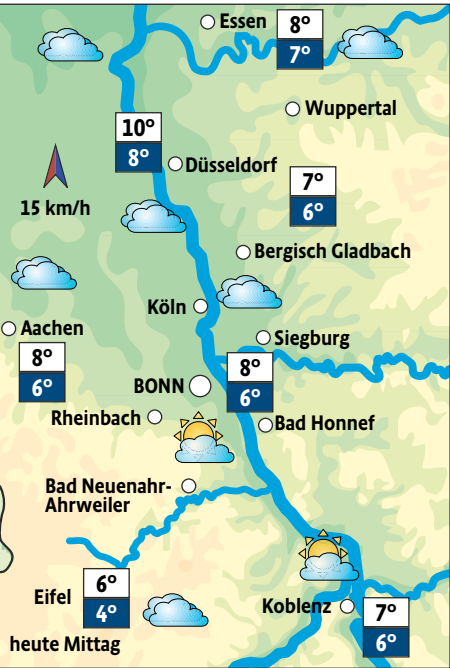 Essen
8°
7°
Wuppertal
10°
8°
Düsseldorf
7°
6°
15 km/h
Bergisch Gladbach
Köln
Aachen
8°
6°
Siegburg
8°
6°
BONN
Rheinbach
Bad Honnef
Bad Neuenahr-
Ahrweiler
Eifel
6°
4°
Koblenz
7°
6°
heute Mittag